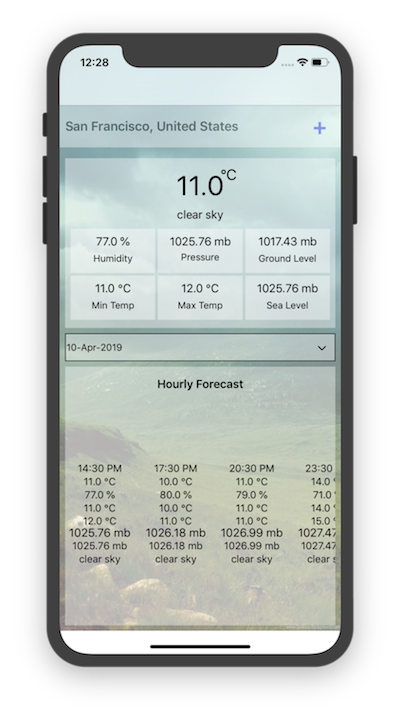 12:28
San Francisco, United States +
11.0°C
clear sky
77.0 % 1025.76 mb 1017.43 mb
Humidity Pressure Ground Level
11.0 °C 12.0 °C 1025.76 mb
Min Temp Max Temp Sea Level
10-Apr-2019
Hourly Forecast
14:30 PM 17:30 PM 20:30 PM 23:30
11.0 °C 10.0 °C 11.0 °C 14.0 °
77.0 % 80.0 % 79.0 % 71.0
11.0 °C 10.0 °C 11.0 °C 14.0 °
12.0 °C 11.0 °C 11.0 °C 15.0 °
1025.76 mb 1026.18 mb 1026.99 mb 1027.47
1025.76 mb 1026.18 mb 1026.99 mb 1027.47
clear sky clear sky clear sky clear s